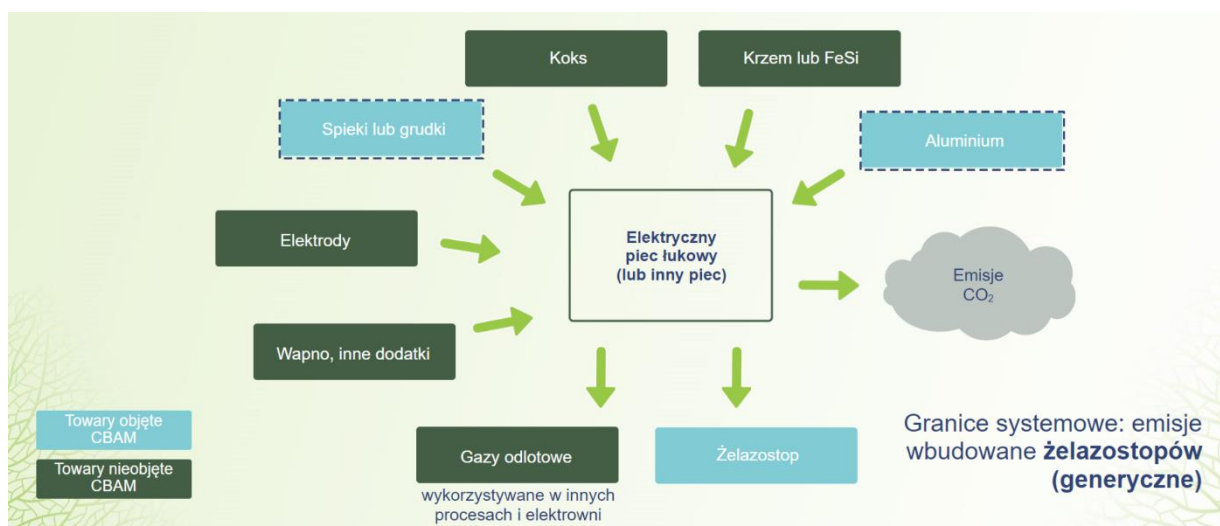 Koks
Krzem lub FeSi
Spieki lub grudki
Aluminium
Elektrody
Elektryczny
piec łukowy
(lub inny piec)
Emisje
CO₂
Wapno, inne dodatki
Towary objęte
CBAM
Towary nieobjęte
CBAM
Gazy odlotowe
wykorzystywane w innych
procesach i elektrowni
Żelazostop
Granice systemowe: emisje
wbudowane żelazostopów
(generyczne)